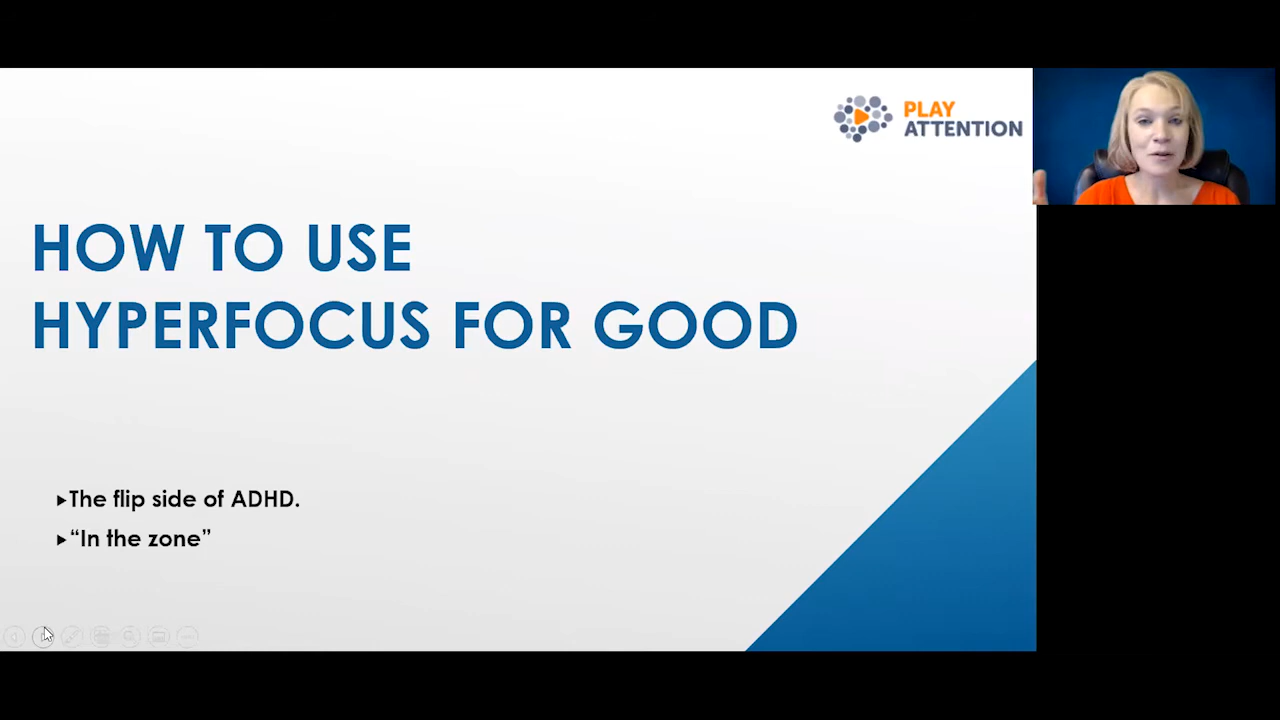 PLAY
ATTENTION
HOW TO USE
HYPERFOCUS FOR GOOD
The flip side of ADHD.
“In the zone”